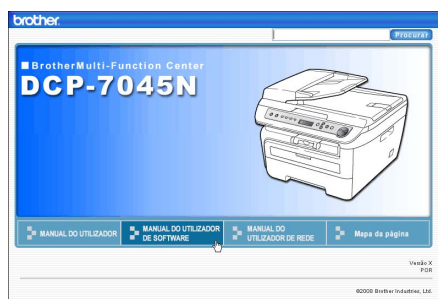 brother.
Procurar
BrotherMulti-Function Center
DCP-7045N
MANUAL DO UTILIZADOR
MANUAL DO UTILIZADOR
DE SOFTWARE
MANUAL DO
UTILIZADOR DE REDE
Mapa da página
Versão X
POR
©2009 Brother Industries, Ltd.